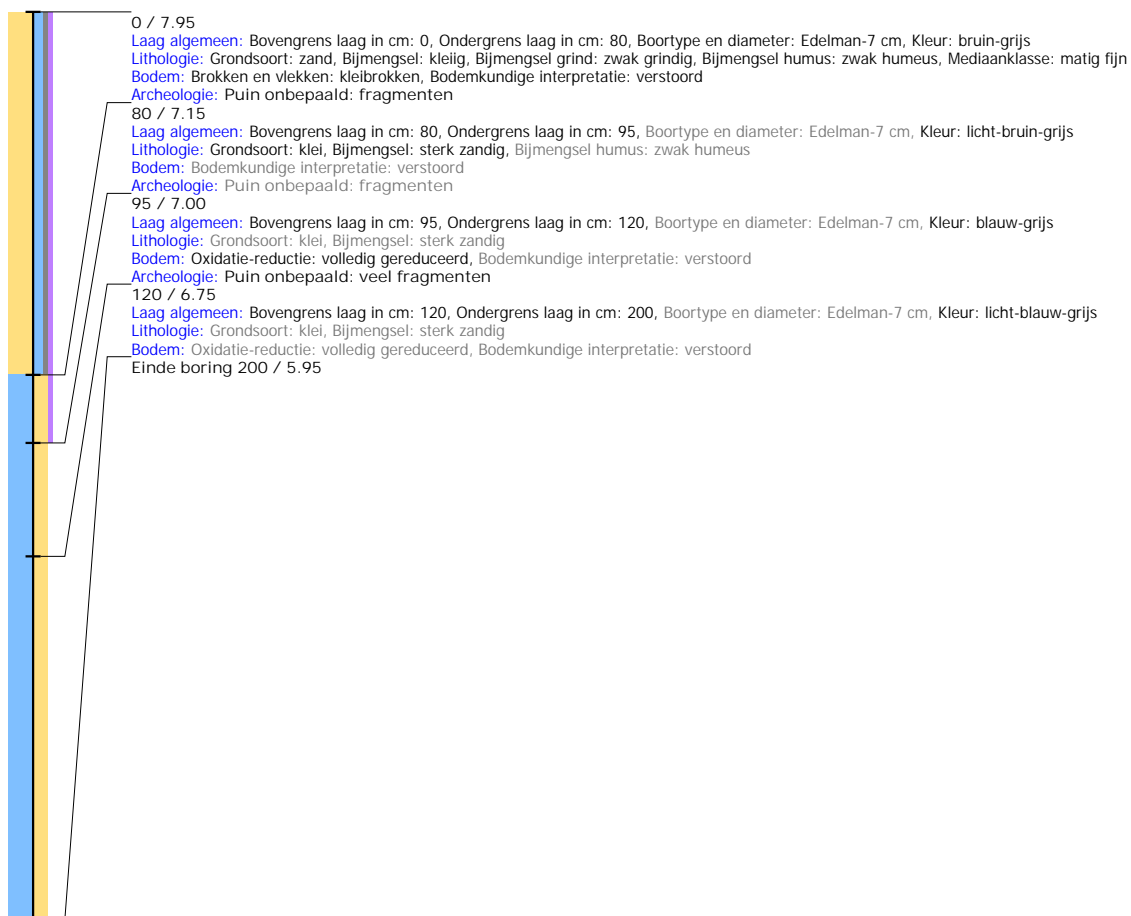 0 / 7.95
Laag algemeen: Bovengrens laag in cm: 0, Ondergrens laag in cm: 80, Boortype en diameter: Edelman-7 cm, Kleur: bruin-grijs
Lithologie: Grondsoort: zand, Bijmengsel: kleiig, Bijmengsel grind: zwak grindig, Bijmengsel humus: zwak humeus, Mediaanklasse: matig fijn
Bodem: Brokken en vlekken: kleibrokken, Bodemkundige interpretatie: verstoord
Archeologie: Puin onbepaald: fragmenten
80 / 7.15
Laag algemeen: Bovengrens laag in cm: 80, Ondergrens laag in cm: 95, Boortype en diameter: Edelman-7 cm, Kleur: licht-bruin-grijs
Lithologie: Grondsoort: klei, Bijmengsel: sterk zandig, Bijmengsel humus: zwak humeus
Bodem: Bodemkundige interpretatie: verstoord
Archeologie: Puin onbepaald: fragmenten
95 / 7.00
Laag algemeen: Bovengrens laag in cm: 95, Ondergrens laag in cm: 120, Boortype en diameter: Edelman-7 cm, Kleur: blauw-grijs
Lithologie: Grondsoort: klei, Bijmengsel: sterk zandig
Bodem: Oxidatie-reductie: volledig gereduceerd, Bodemkundige interpretatie: verstoord
Archeologie: Puin onbepaald: veel fragmenten
120 / 6.75
Laag algemeen: Bovengrens laag in cm: 120, Ondergrens laag in cm: 200, Boortype en diameter: Edelman-7 cm, Kleur: licht-blauw-grijs
Lithologie: Grondsoort: klei, Bijmengsel: sterk zandig
Bodem: Oxidatie-reductie: volledig gereduceerd, Bodemkundige interpretatie: verstoord
Einde boring 200 / 5.95